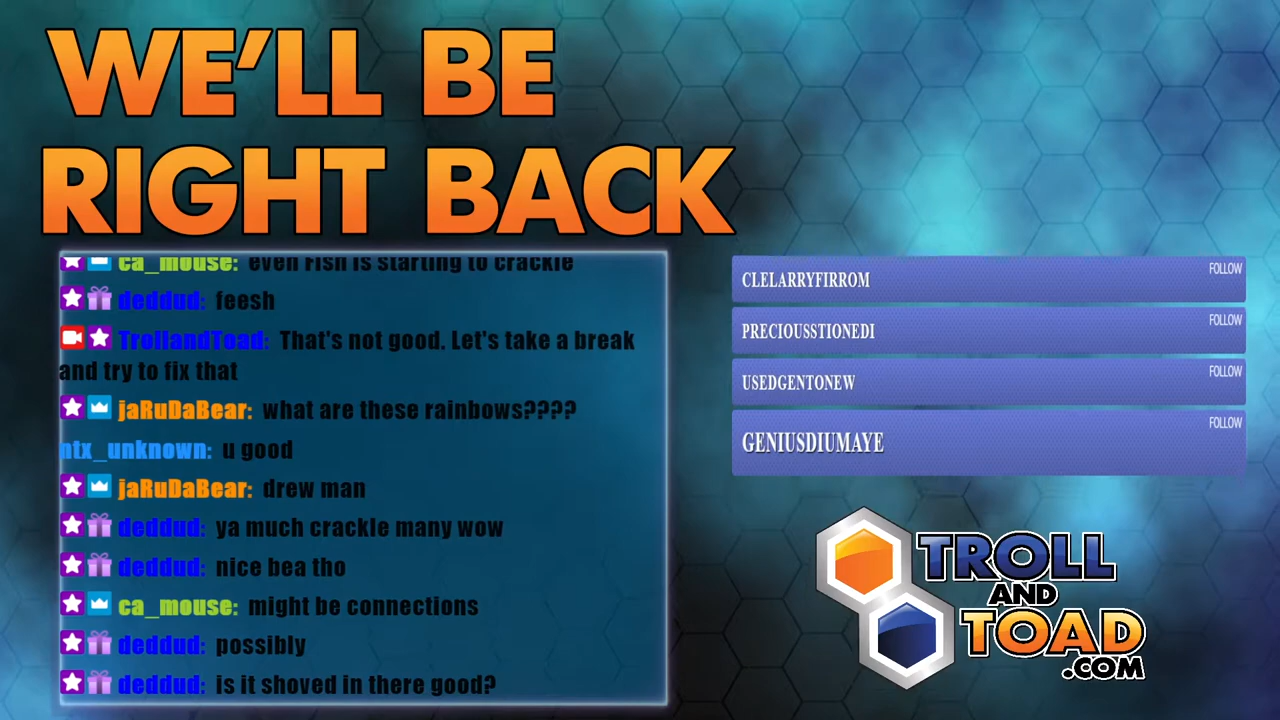 WE'LL BE
RIGHT BACK
ca_mouse: even Fish is starting to crackle
deddud: feesh
TrollandToad: That's not good. Let's take a break
and try to fix that
jaRuDaBear: what are these rainbows????
ntx_unknown: u good
jaRuDaBear: drew man
deddud: ya much crackle many wow
deddud: nice bea tho
ca_mouse: might be connections
deddud: possibly
deddud: is it shoved in there good?
CLELARRYFIRROM FOLLOW
PRECIOUSSTIONEDI FOLLOW
USEDGENTONEW FOLLOW
GENIUSDIUMAYE FOLLOW
TROLL
AND
TOAD
.COM